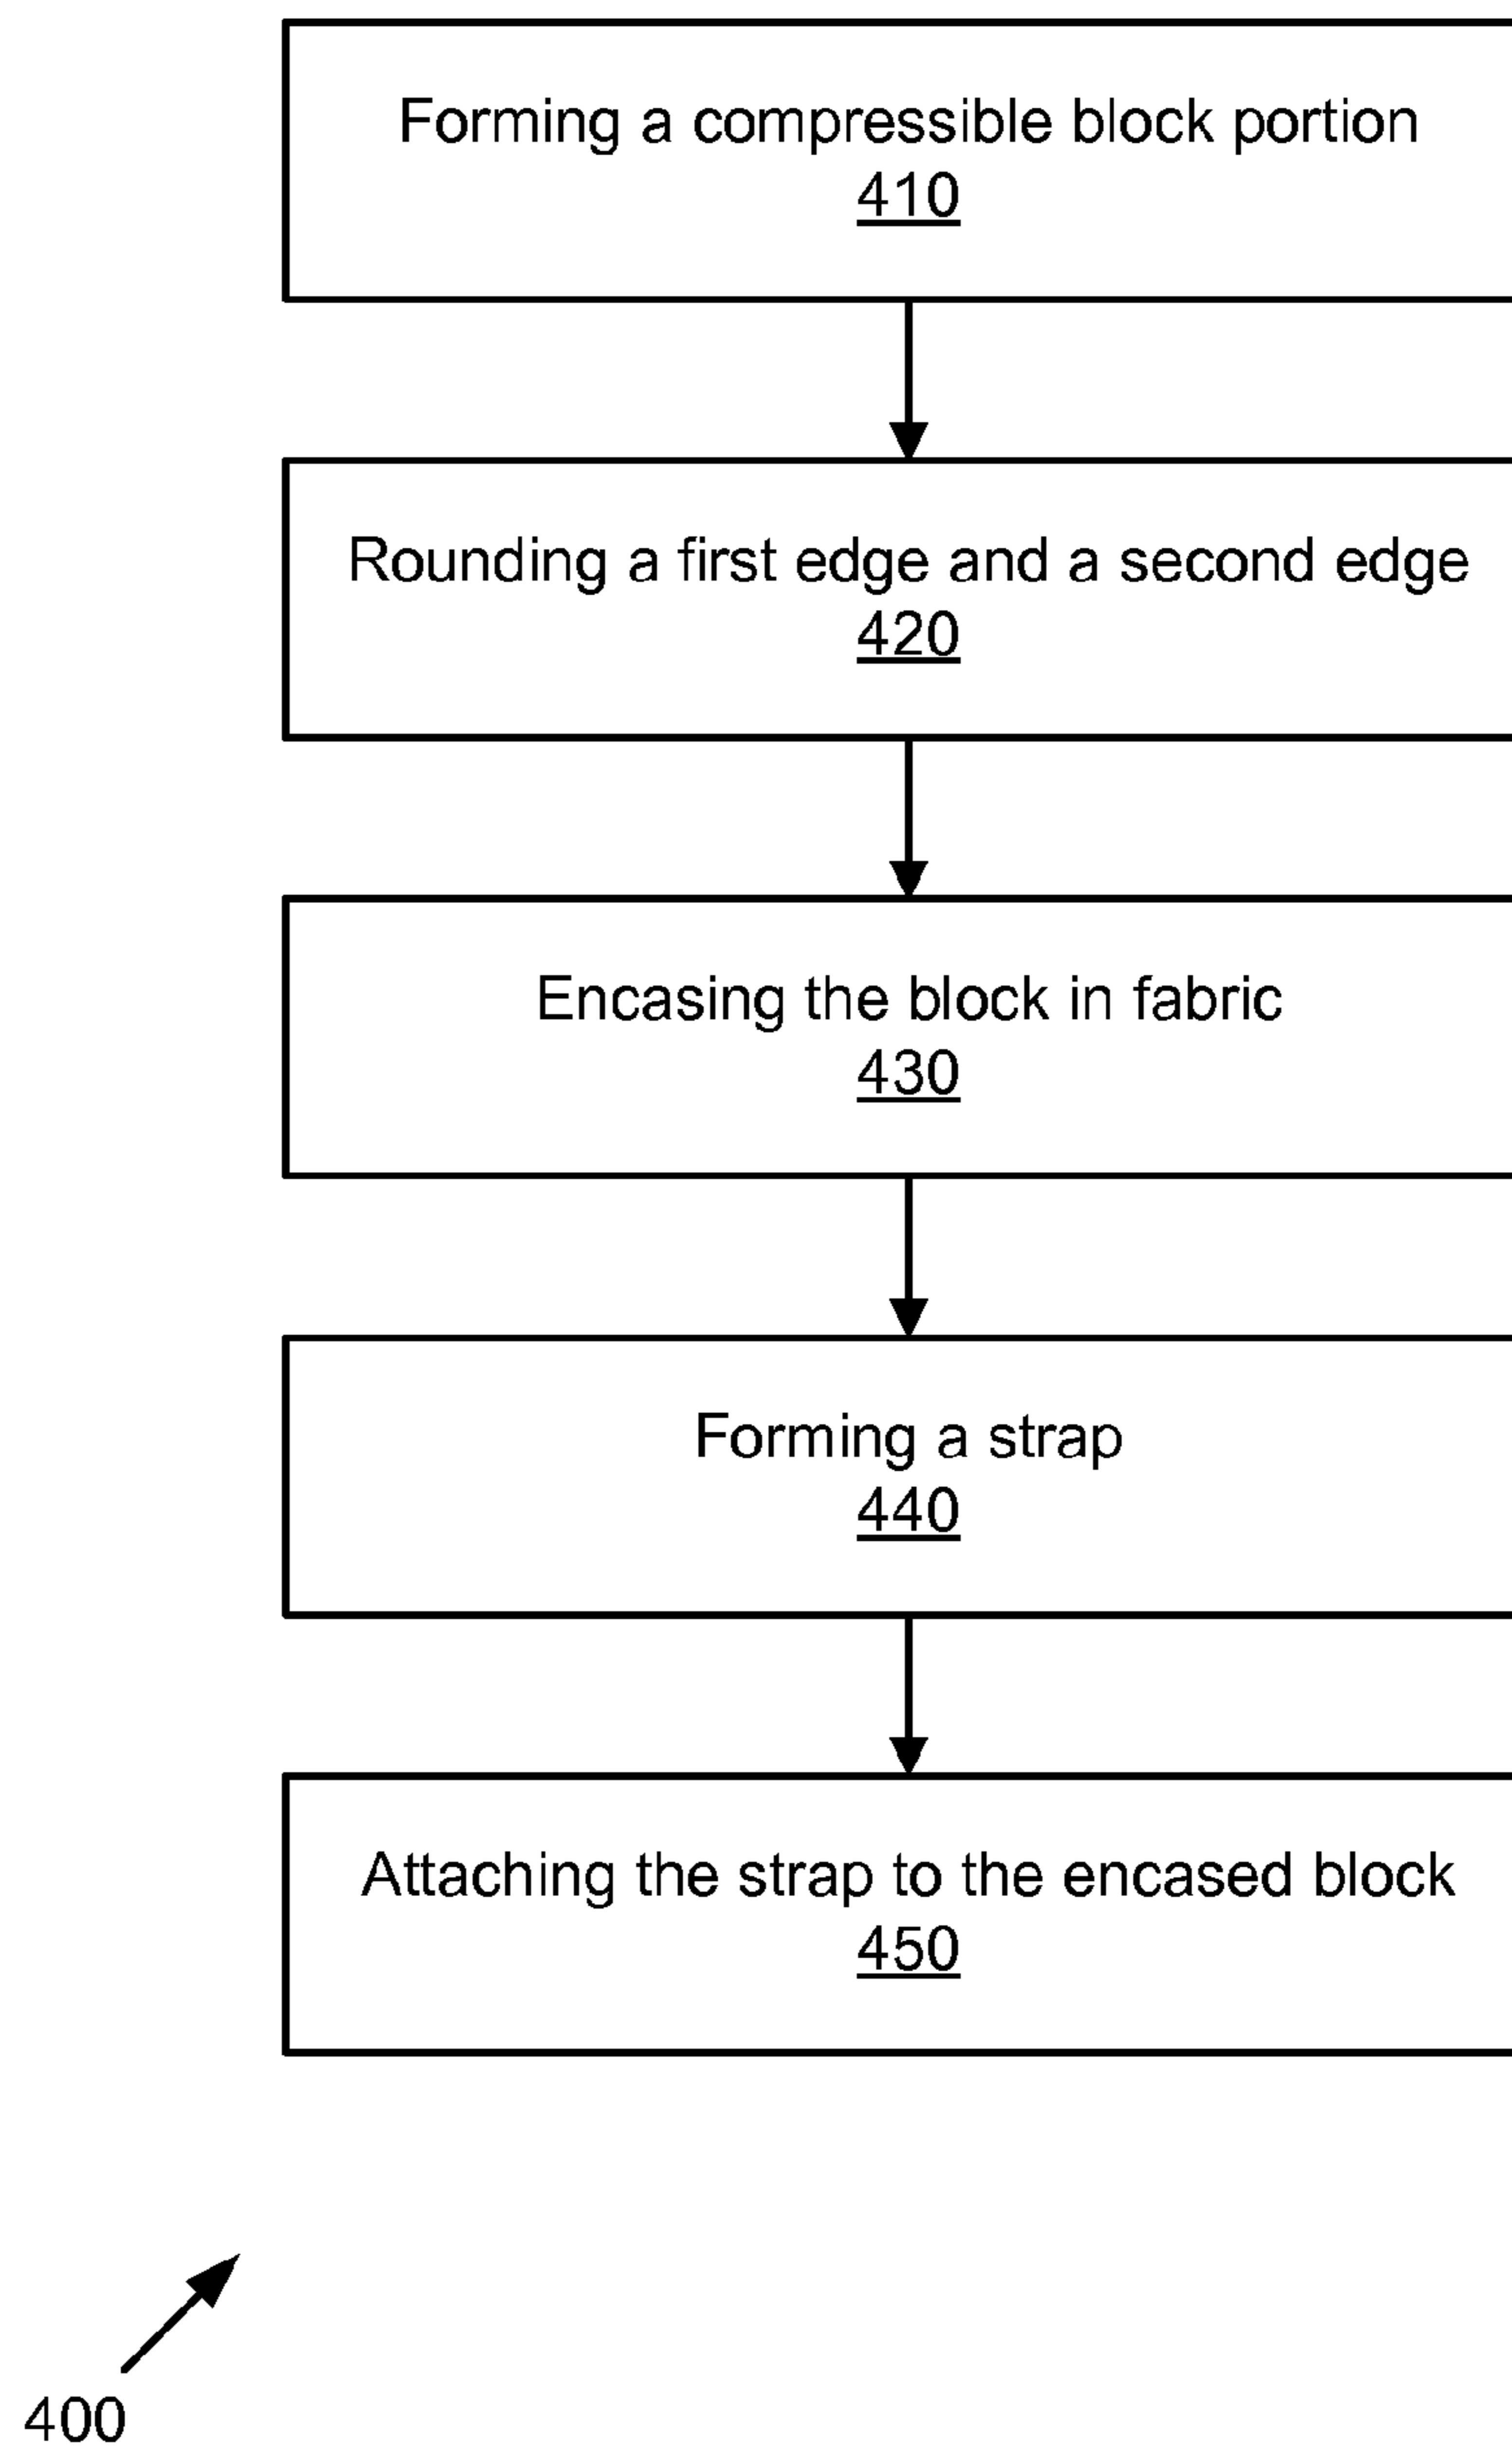 Forming a compressible block portion
410
Rounding a first edge and a second edge
420
Encasing the block in fabric
430
Forming a strap
440
Attaching the strap to the encased block
450
400